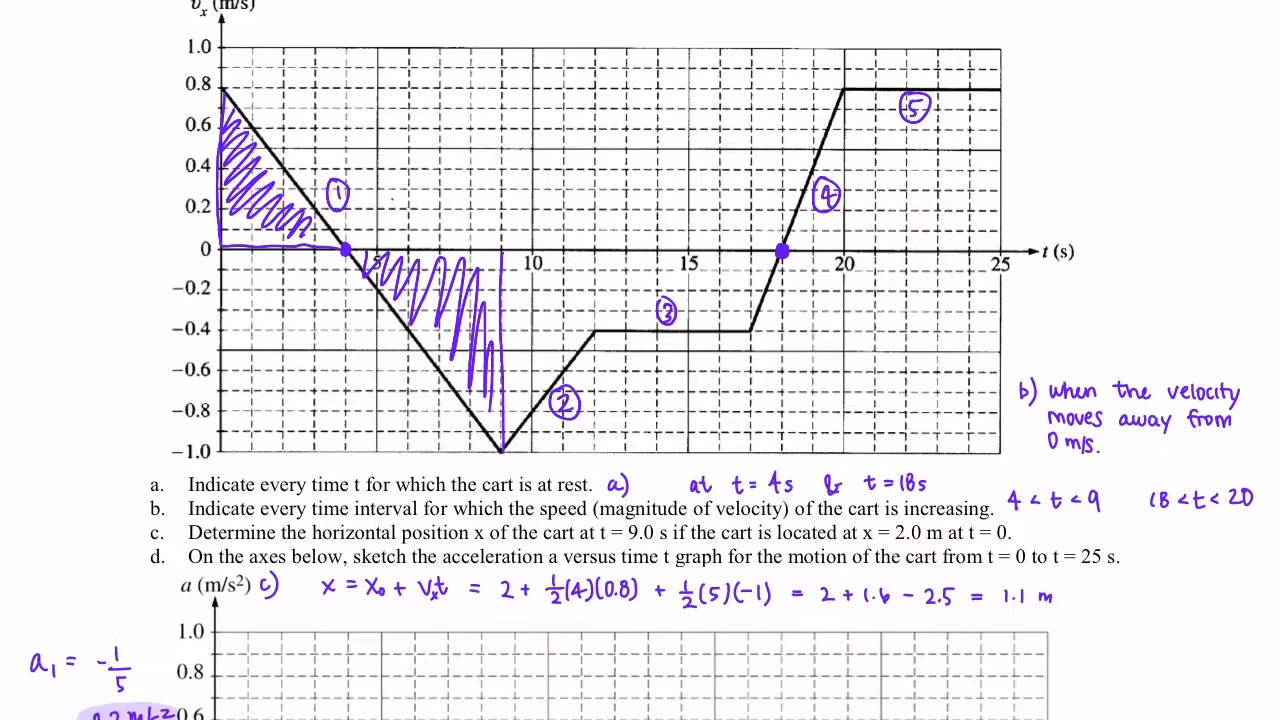 υx (m/s)
1.0
0.8
0.6
0.4
0.2
0
−0.2
−0.4
−0.6
−0.8
−1.0
5
10
15
20
25
t (s)
①
②
③
④
⑤
b) when the velocity
moves away from
0 m/s.
a. Indicate every time t for which the cart is at rest. a) at t = 4s & t = 18s
b. Indicate every time interval for which the speed (magnitude of velocity) of the cart is increasing. 4 < t < 9 18 < t < 20
c. Determine the horizontal position x of the cart at t = 9.0 s if the cart is located at x = 2.0 m at t = 0.
d. On the axes below, sketch the acceleration a versus time t graph for the motion of the cart from t = 0 to t = 25 s.
a (m/s²) c) x = x₀ + Vxt = 2 + 1/2(4)(0.8) + 1/2(5)(-1) = 2 + 1.6 - 2.5 = 1.1 m
1.0
0.8
0.6
a₁ = -1/5